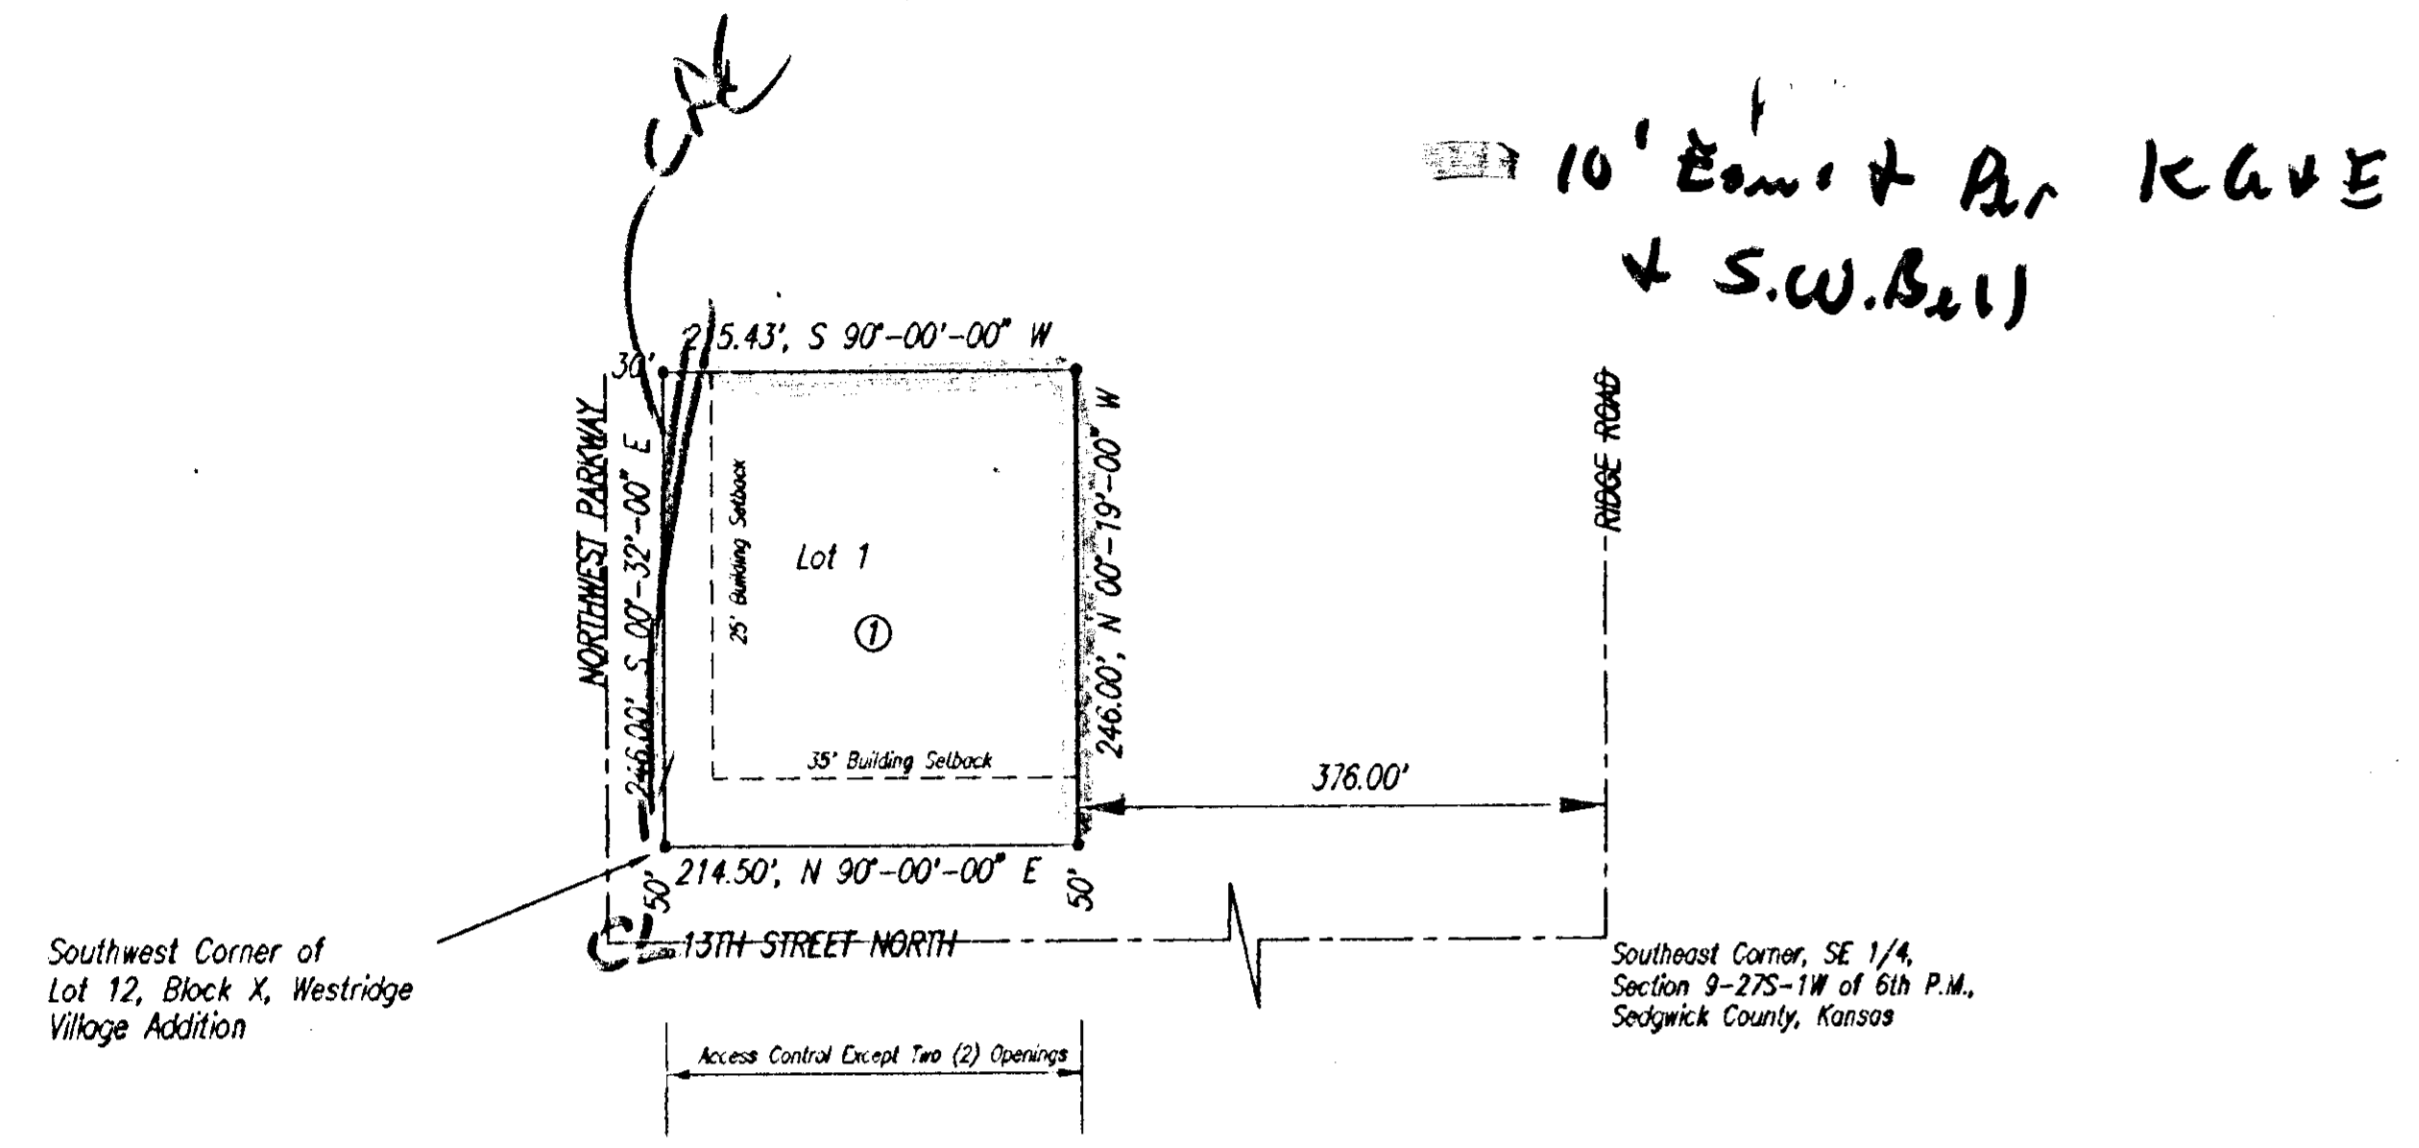 10' Esm't Per KG&E
& S.W. Bell
215.43', S 90°-00'-00" W
30'
NORTHWEST PARKWAY
246.00' S 00°-32'-00" E
25' Building Setback
Lot 1
1
35' Building Setback
246.00', N 00°-19'-00" W
RIDGE ROAD
376.00'
214.50', N 90°-00'-00" E
50'
50'
13TH STREET NORTH
Southwest Corner of
Lot 12, Block X, Westridge
Village Addition
Southeast Corner, SE 1/4,
Section 9-27S-1W of 6th P.M.,
Sedgwick County, Kansas
Access Control Except Two (2) Openings